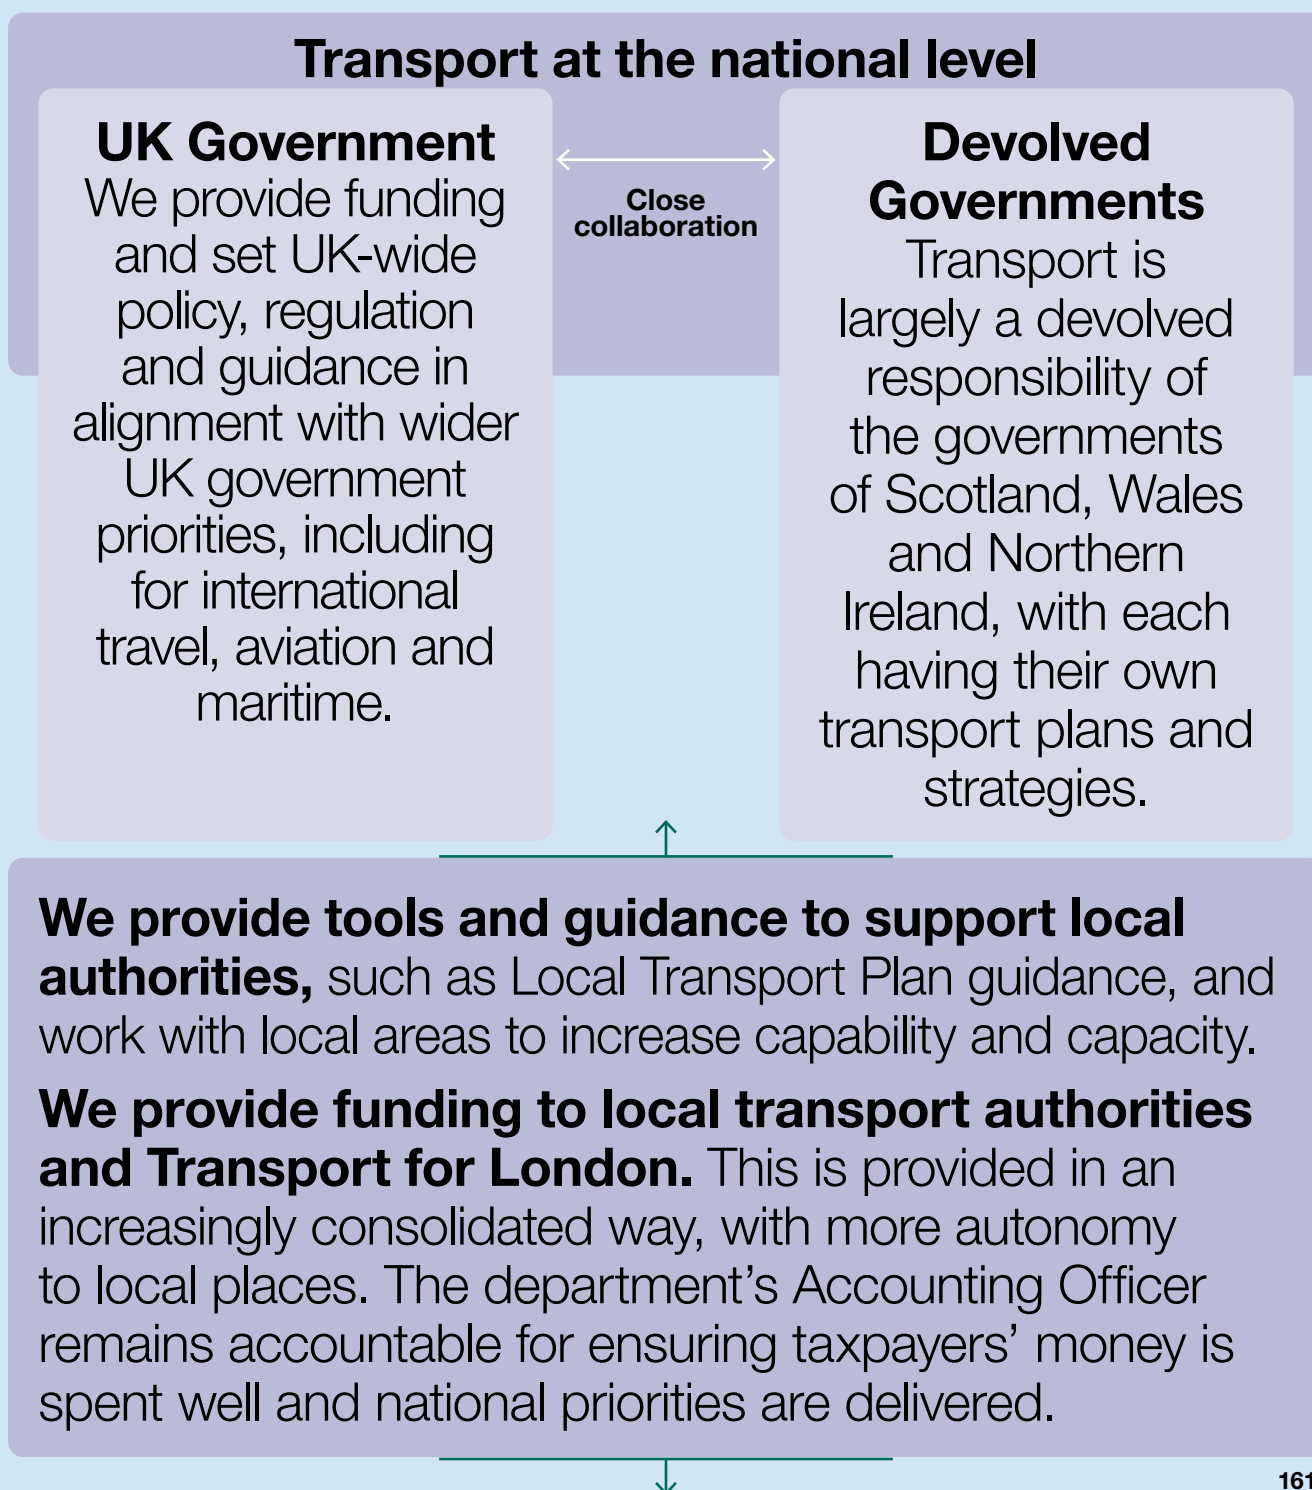 Transport at the national level
UK Government
We provide funding
and set UK-wide
policy, regulation
and guidance in
alignment with wider
UK government
priorities, including
for international
travel, aviation and
maritime.
Close
collaboration
Devolved
Governments
Transport is
largely a devolved
responsibility of
the governments
of Scotland, Wales
and Northern
Ireland, with each
having their own
transport plans and
strategies.
We provide tools and guidance to support local
authorities, such as Local Transport Plan guidance, and
work with local areas to increase capability and capacity.
We provide funding to local transport authorities
and Transport for London. This is provided in an
increasingly consolidated way, with more autonomy
to local places. The department’s Accounting Officer
remains accountable for ensuring taxpayers’ money is
spent well and national priorities are delivered.
161